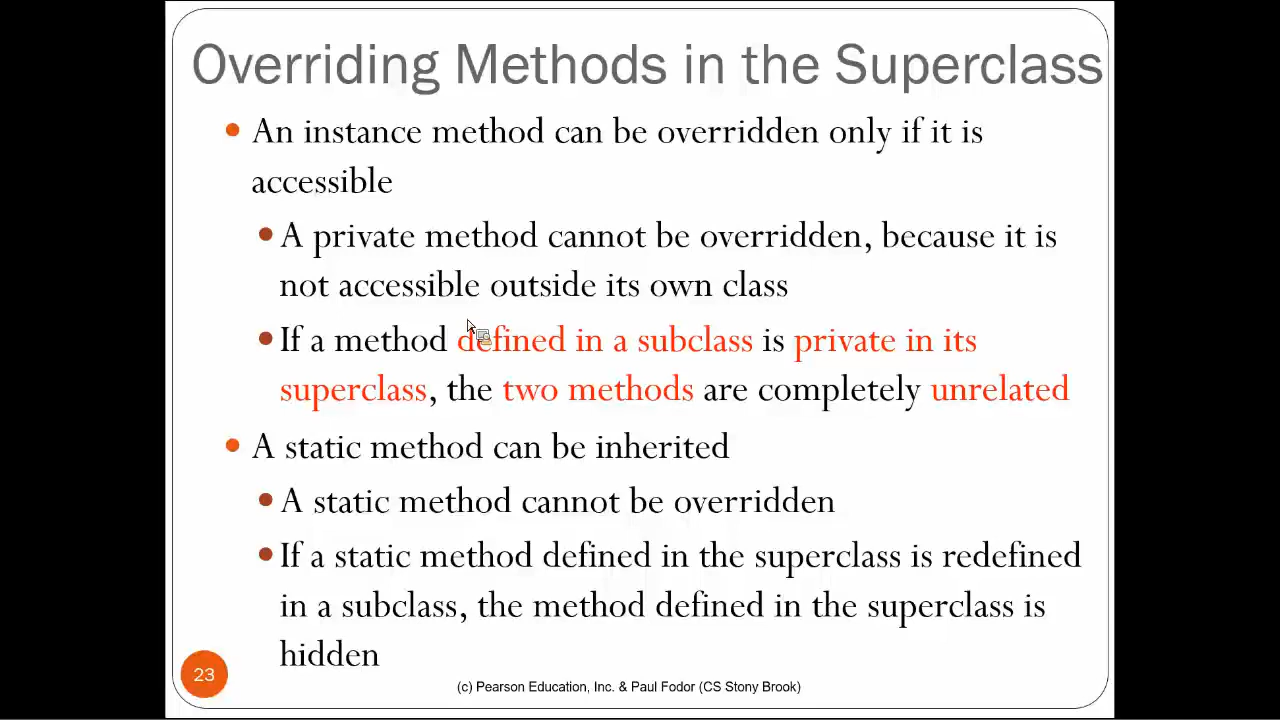 Overriding Methods in the Superclass
• An instance method can be overridden only if it is
accessible
• A private method cannot be overridden, because it is
not accessible outside its own class
• If a method defined in a subclass is private in its
superclass, the two methods are completely unrelated
• A static method can be inherited
• A static method cannot be overridden
• If a static method defined in the superclass is redefined
in a subclass, the method defined in the superclass is
hidden
23
(c) Pearson Education, Inc. & Paul Fodor (CS Stony Brook)